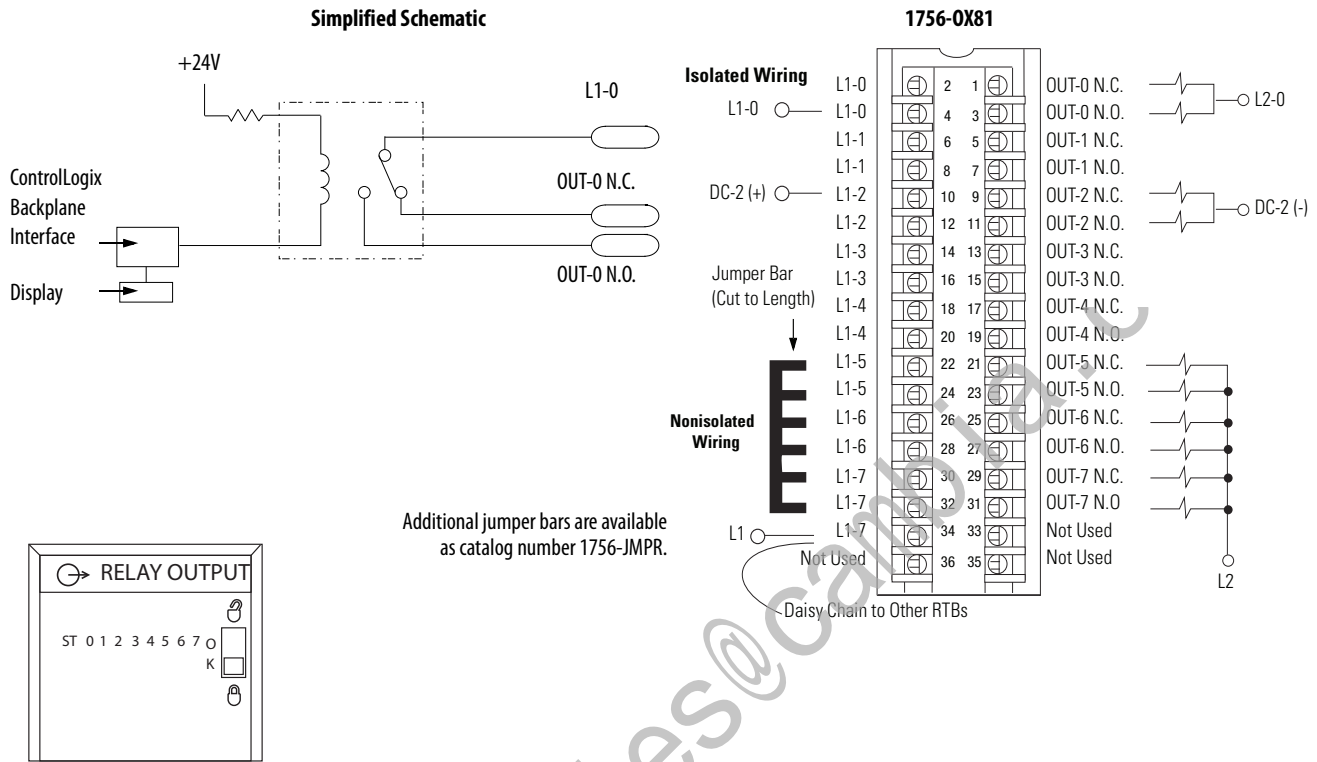 Simplified Schematic
1756-OX81
+24V
L1-0
OUT-0 N.C.
OUT-0 N.O.
ControlLogix
Backplane
Interface
Display
Isolated Wiring
L1-0
DC-2 (+)
Jumper Bar
(Cut to Length)
Nonisolated
Wiring
L1
Additional jumper bars are available
as catalog number 1756-JMPR.
L1-0 2 1 OUT-0 N.C.
L1-0 4 3 OUT-0 N.O.
L1-1 6 5 OUT-1 N.C.
L1-1 8 7 OUT-1 N.O.
L1-2 10 9 OUT-2 N.C.
L1-2 12 11 OUT-2 N.O.
L1-3 14 13 OUT-3 N.C.
L1-3 16 15 OUT-3 N.O.
L1-4 18 17 OUT-4 N.C.
L1-4 20 19 OUT-4 N.O.
L1-5 22 21 OUT-5 N.C.
L1-5 24 23 OUT-5 N.O.
L1-6 26 25 OUT-6 N.C.
L1-6 28 27 OUT-6 N.O.
L1-7 30 29 OUT-7 N.C.
L1-7 32 31 OUT-7 N.O
L1-7 34 33 Not Used
Not Used 36 35 Not Used
L2-0
DC-2 (-)
L2
Daisy Chain to Other RTBs
RELAY OUTPUT
ST 0 1 2 3 4 5 6 7 O
K
es@cambia.c